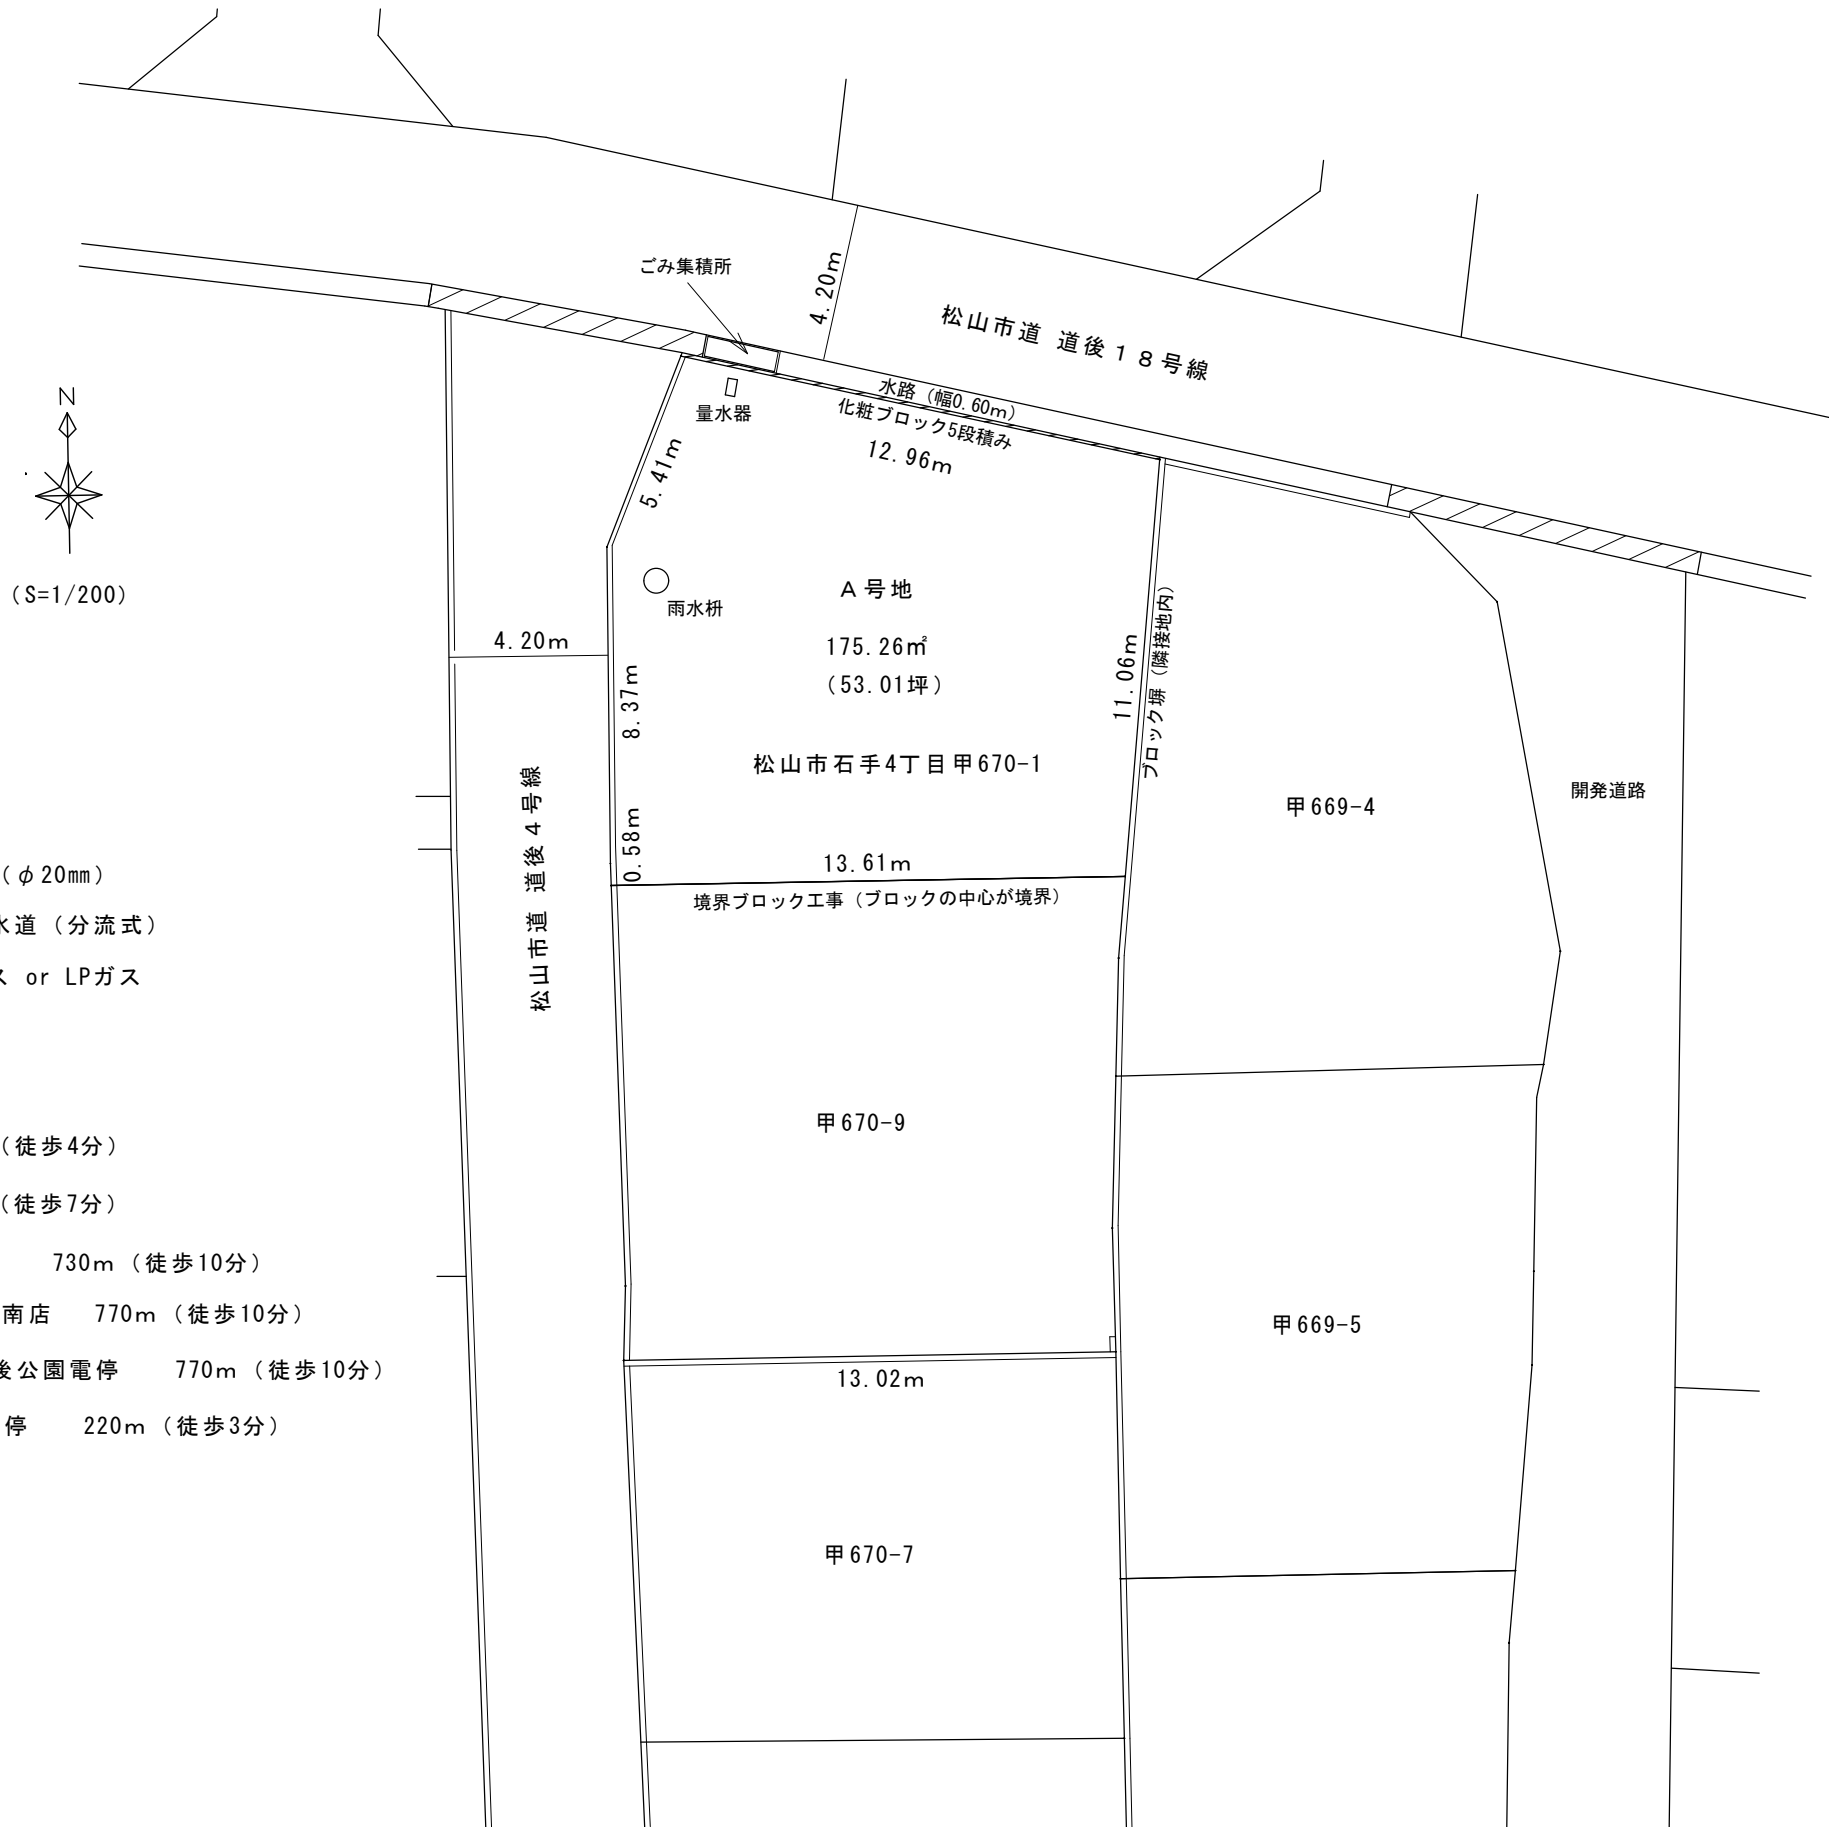 ごみ集積所
4.20m
松山市道 道後１８号線
水路（幅0.60m）
化粧ブロック5段積み
12.96m
量水器
5.41m
N
（S=1/200）
雨水枡
A号地
175.26㎡
（53.01坪）
松山市石手4丁目甲670-1
4.20m
8.37m
0.58m
11.06m
ブロック塀（隣接地内）
13.61m
境界ブロック工事（ブロックの中心が境界）
松山市道 道後４号線
甲669-4
開発道路
（φ20㎜）
水道（分流式）
ス or LPガス
甲670-9
（徒歩4分）
（徒歩7分）
730m（徒歩10分）
南店 770m（徒歩10分）
後公園電停 770m（徒歩10分）
停 220m（徒歩3分）
13.02m
甲669-5
甲670-7